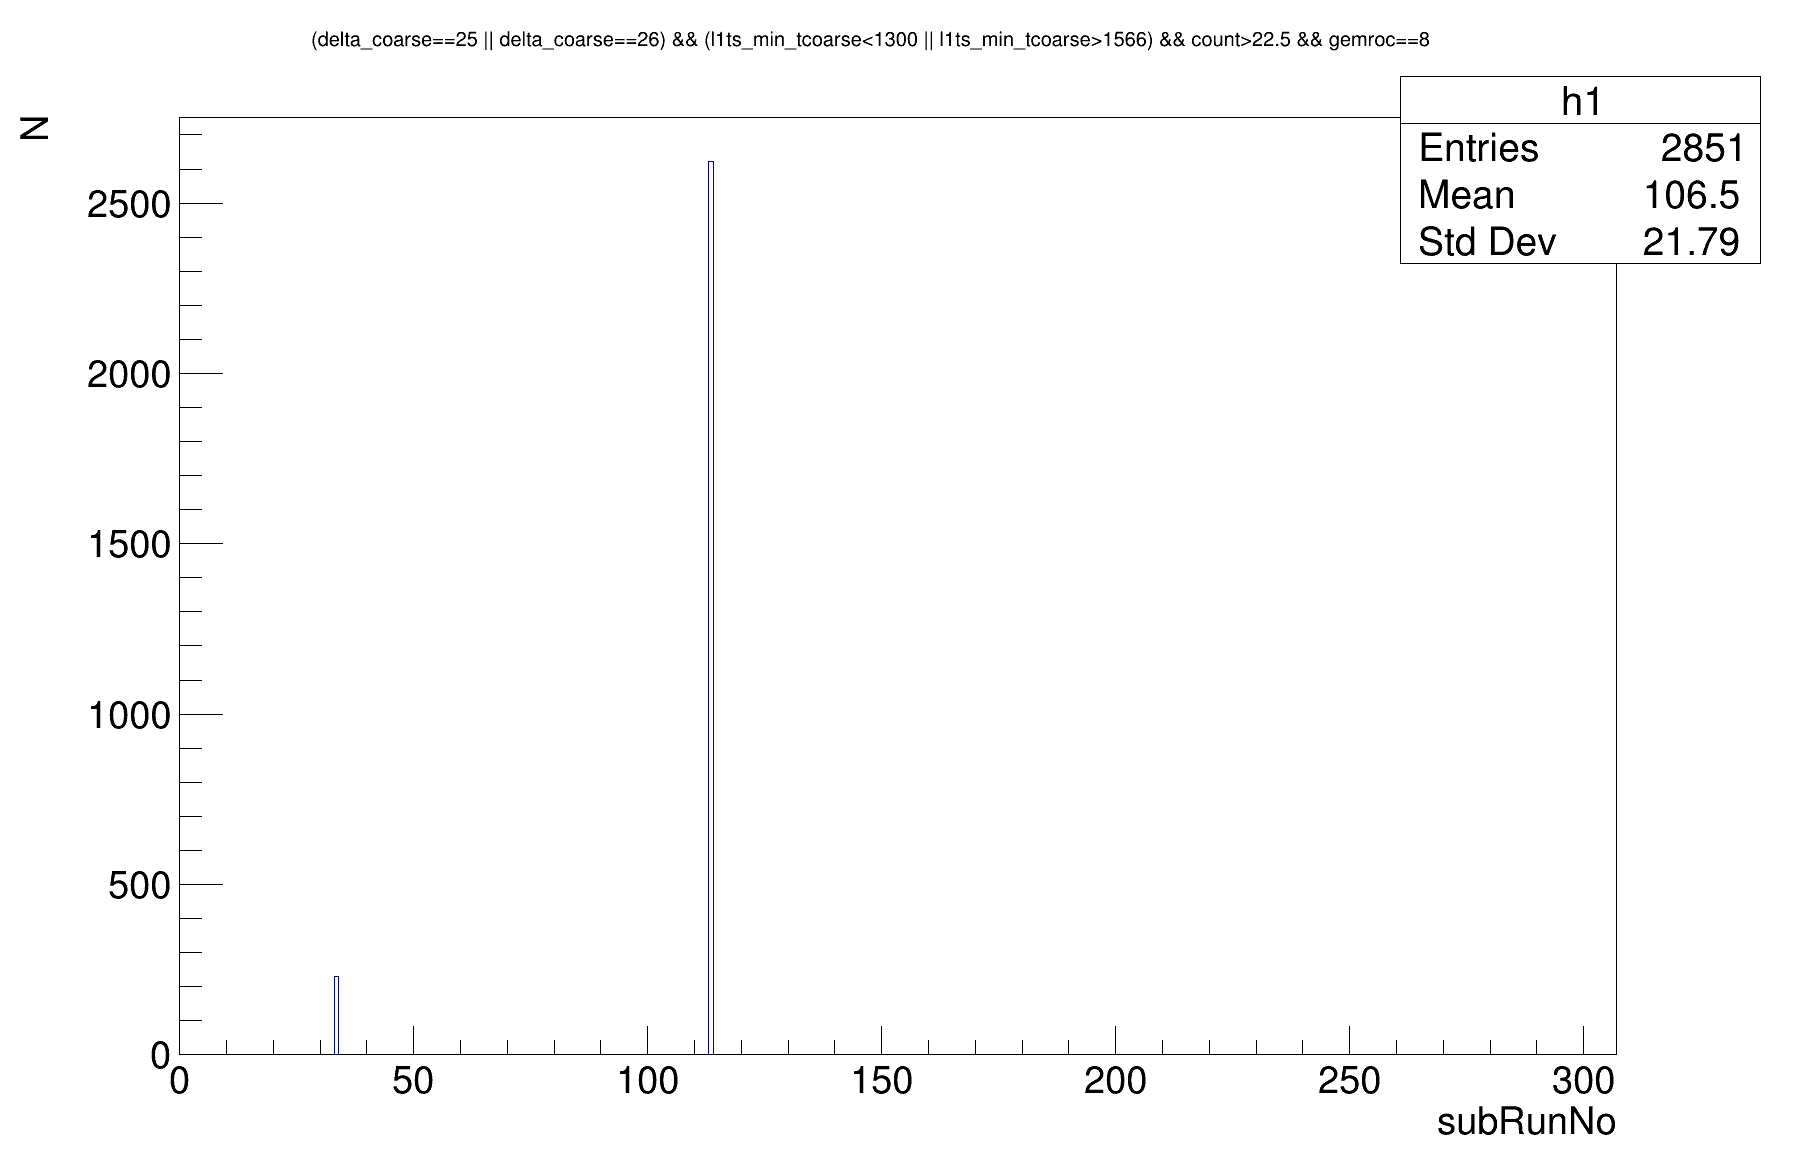 (delta_coarse==25 || delta_coarse==26) && (l1ts_min_tcoarse<1300 || l1ts_min_tcoarse>1566) && count>22.5 && gemroc==8
h1
Entries 2851
Mean 106.5
Std Dev 21.79
N
2500
2000
1500
1000
500
0
0 50 100 150 200 250 300
subRunNo